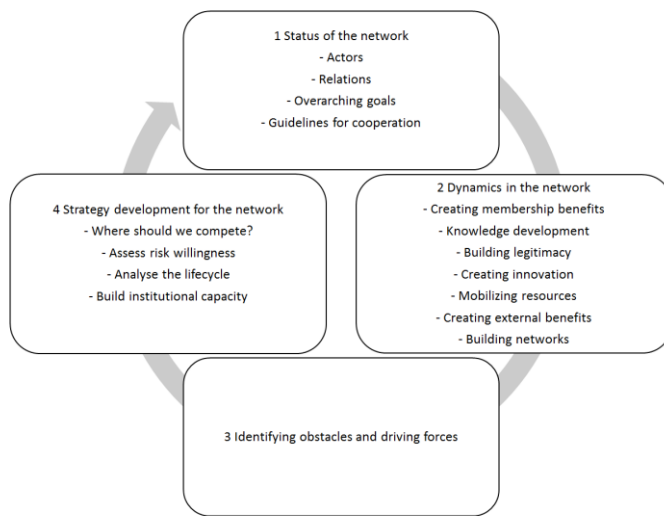 1 Status of the network
- Actors
- Relations
- Overarching goals
- Guidelines for cooperation
2 Dynamics in the network
- Creating membership benefits
- Knowledge development
- Building legitimacy
- Creating innovation
- Mobilizing resources
- Creating external benefits
- Building networks
3 Identifying obstacles and driving forces
4 Strategy development for the network
- Where should we compete?
- Assess risk willingness
- Analyse the lifecycle
- Build institutional capacity